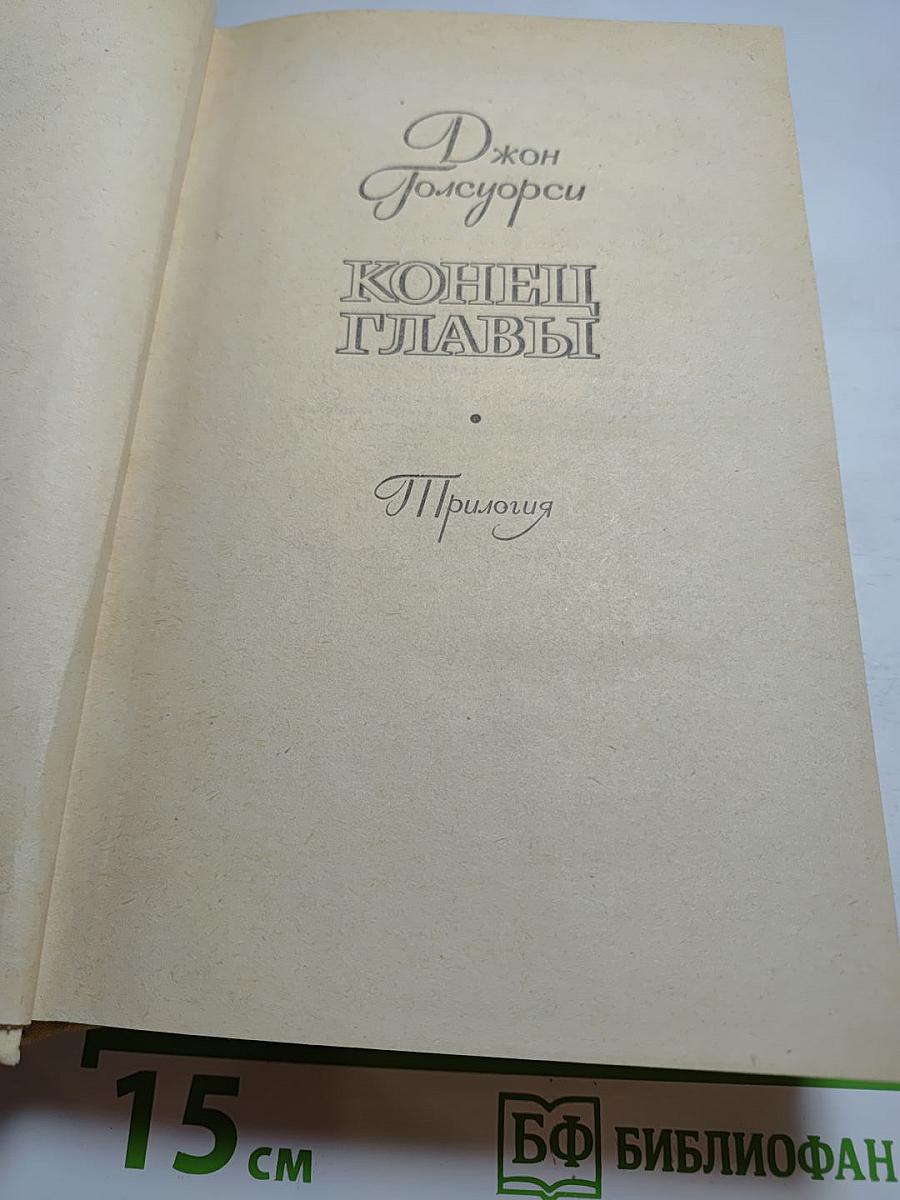 Джон
Голсуорси
КОНЕЦ
ГЛАВЫ
•
Трилогия
15 см
БФ БИБЛИОФАН